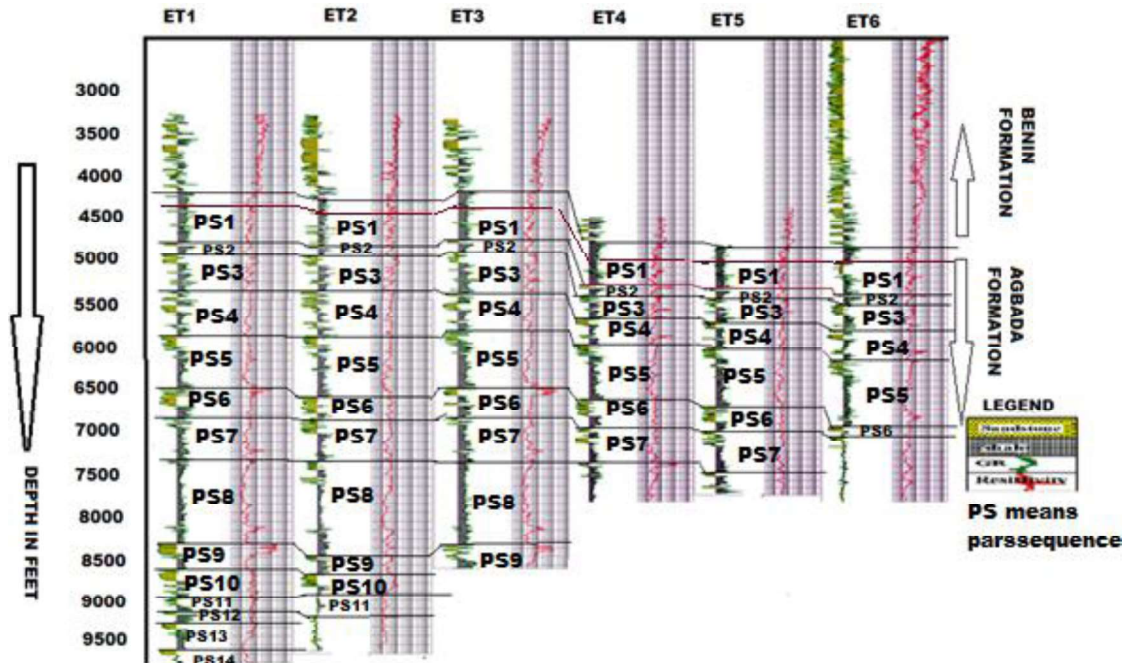 ET1 ET2 ET3 ET4 ET5 ET6
3000
3500
4000
4500
5000
5500
6000
6500
7000
7500
8000
8500
9000
9500
DEPTH IN FEET
PS1
PS2
PS3
PS4
PS5
PS6
PS7
PS8
PS9
PS10
PS11
PS12
PS13
PS14
PS1
PS2
PS3
PS4
PS5
PS6
PS7
PS8
PS9
PS10
PS11
PS1
PS2
PS3
PS4
PS5
PS6
PS7
PS8
PS9
PS1
PS2
PS3
PS4
PS5
PS6
PS7
PS1
PS2
PS3
PS4
PS5
PS6
PS7
PS1
PS2
PS3
PS4
PS5
PS6
BENIN
FORMATION
AGBADA
FORMATION
LEGEND
Sandstone
shale
GR
Resistivity
PS means
parssequence